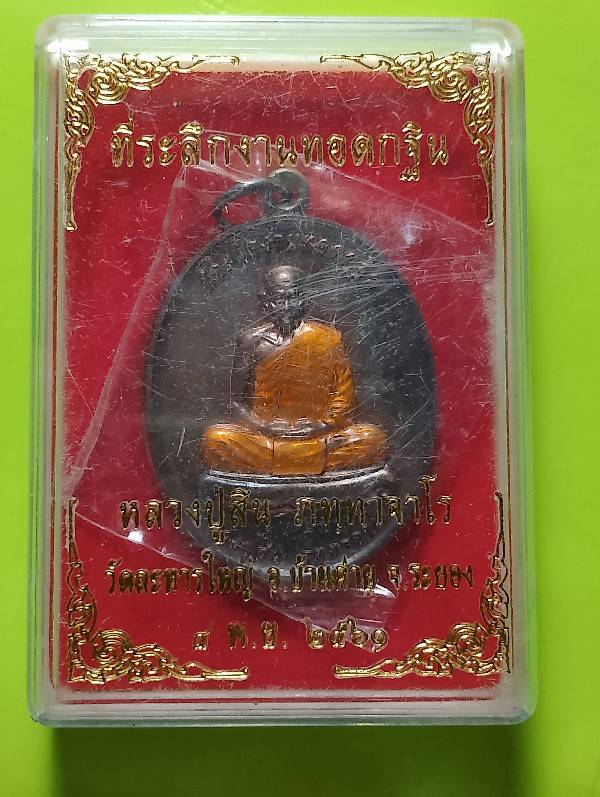 ที่ระลึกงานทอดกฐิน
หลวงปู่สิน ภทฺทาจาโร
วัดละหารใหญ่ อ.บ้านค่าย จ.ระยอง
พ.ย. ๒๕๖๑